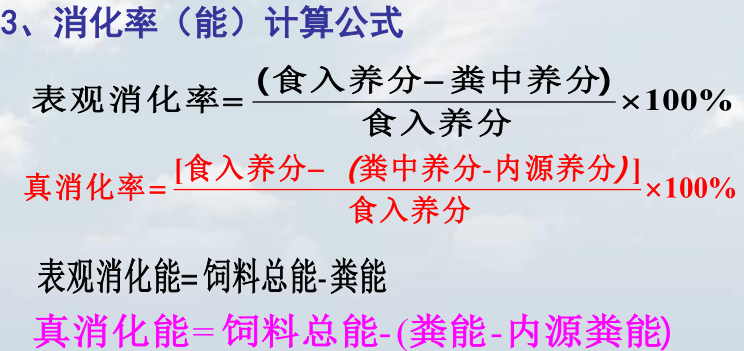 3、消化率（能）计算公式
表观消化率=(食入养分−粪中养分)/食入养分×100%
真消化率=[食入养分−（粪中养分-内源养分)]/食入养分×100%
表观消化能=饲料总能-粪能
真消化能=饲料总能-(粪能-内源粪能)